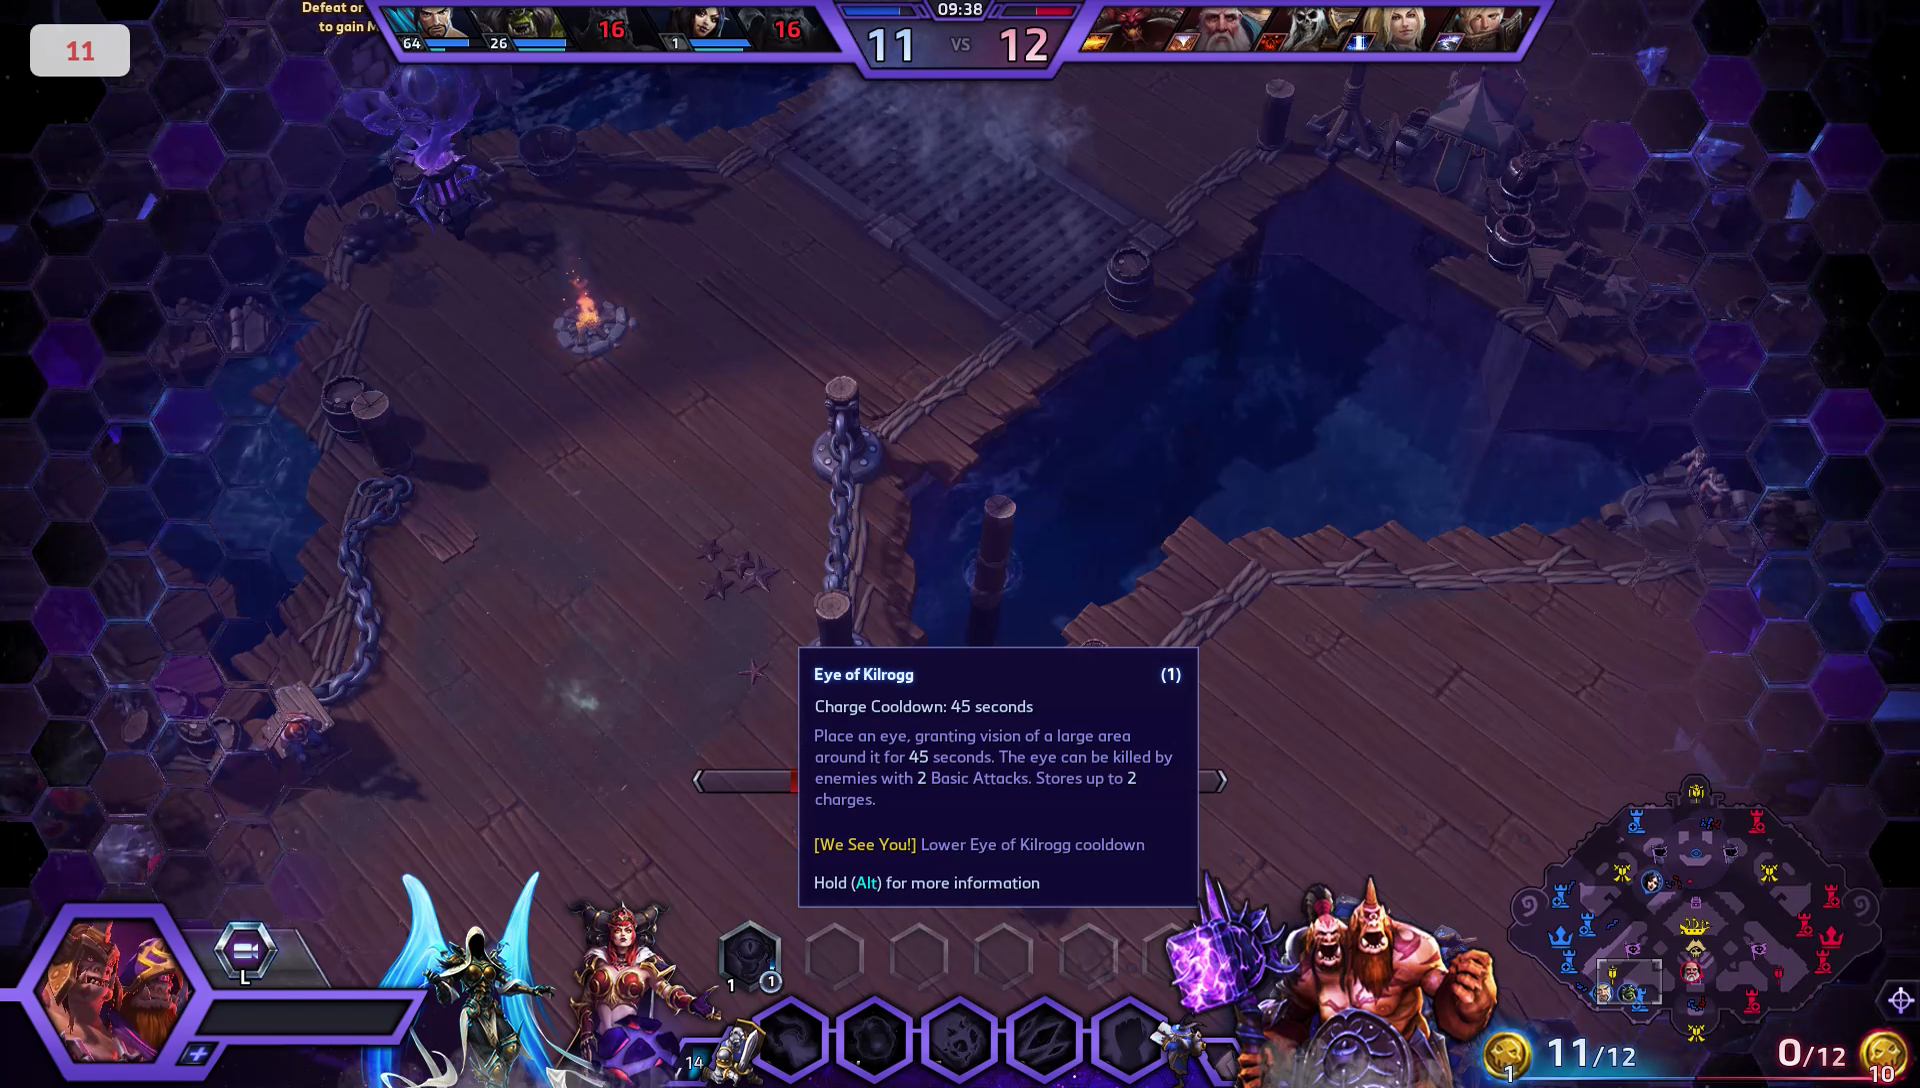 Defeat or
to gain M
11
64
26
16
1
16
09:38
11 VS 12
Eye of Kilrogg (1)
Charge Cooldown: 45 seconds
Place an eye, granting vision of a large area
around it for 45 seconds. The eye can be killed by
enemies with 2 Basic Attacks. Stores up to 2
charges.
[We See You!] Lower Eye of Kilrogg cooldown
Hold (Alt) for more information
L
1
1
14
11/12
1
0/12
10